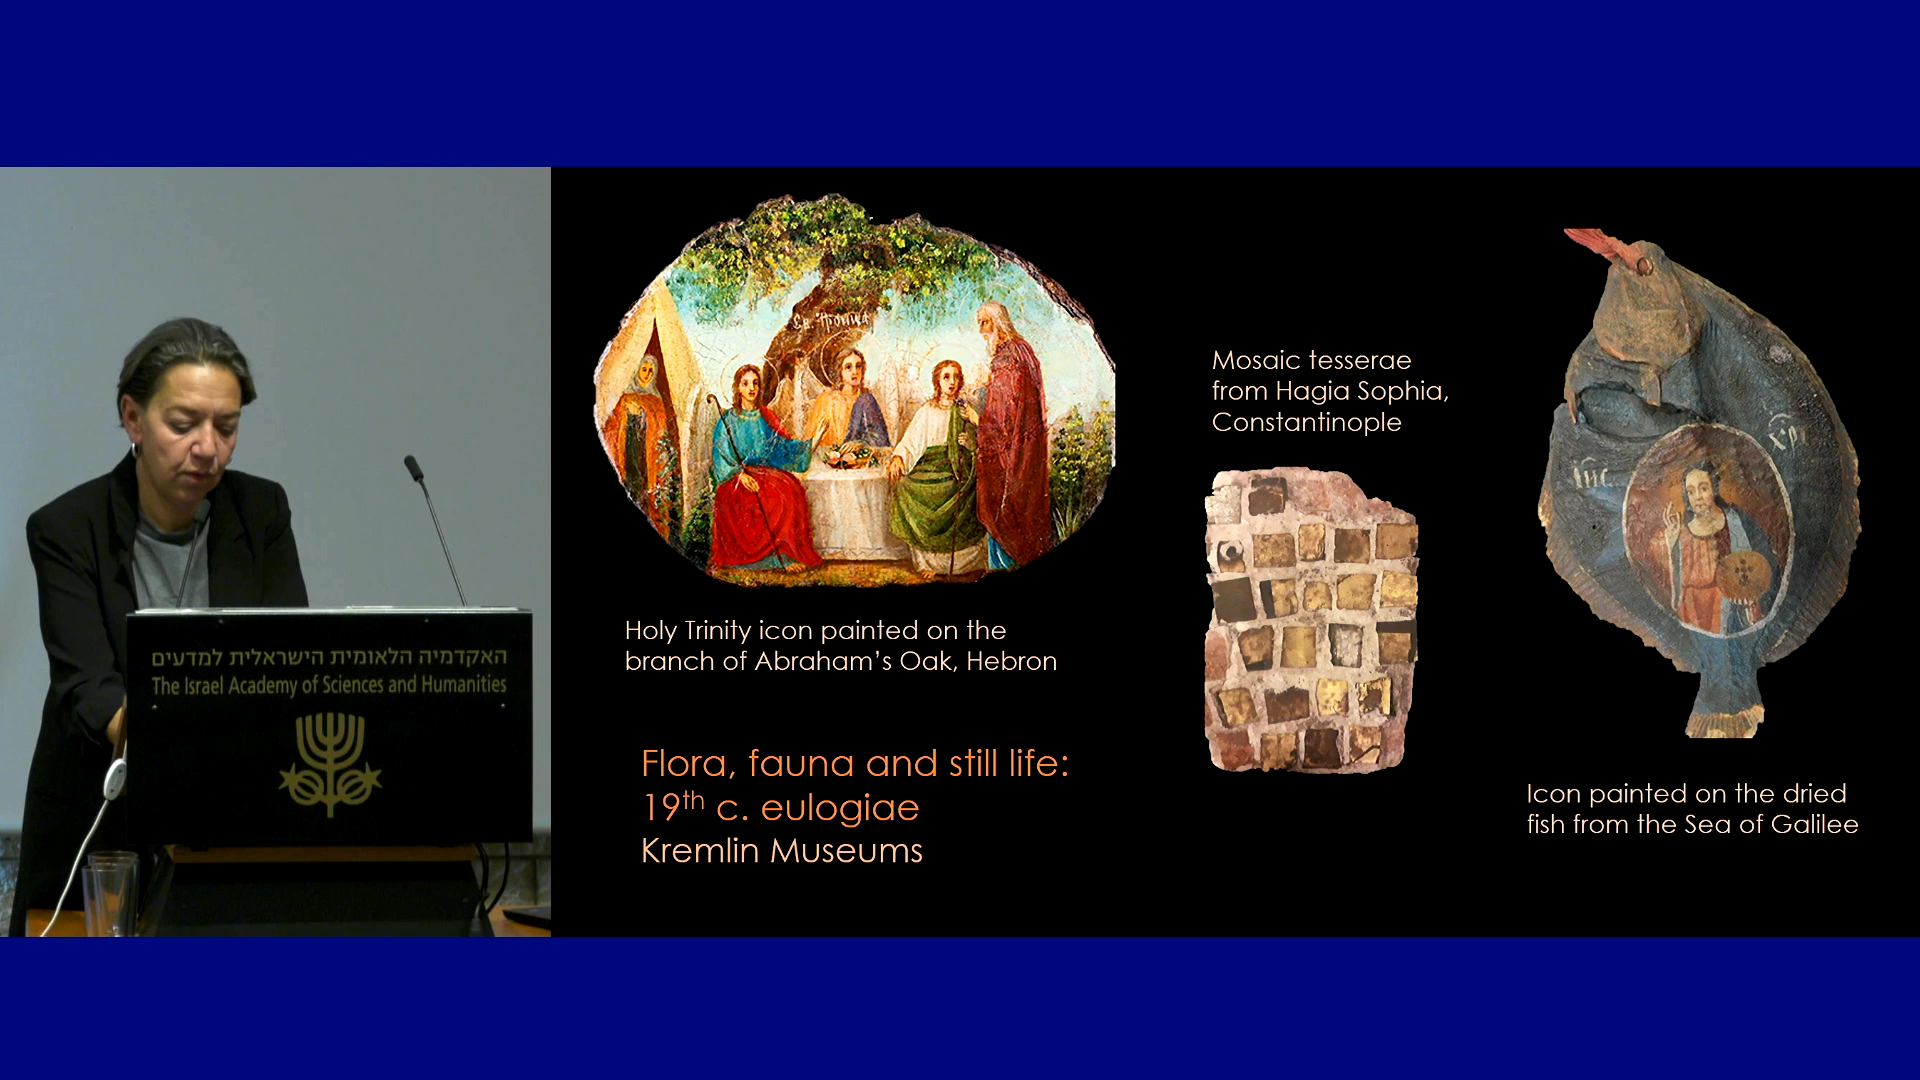 האקדמיה הלאומית הישראלית למדעים
The Israel Academy of Sciences and Humanities
Св. Троица
Holy Trinity icon painted on the
branch of Abraham’s Oak, Hebron
Flora, fauna and still life:
19th c. eulogiae
Kremlin Museums
Mosaic tesserae
from Hagia Sophia,
Constantinople
Icon painted on the dried
fish from the Sea of Galilee